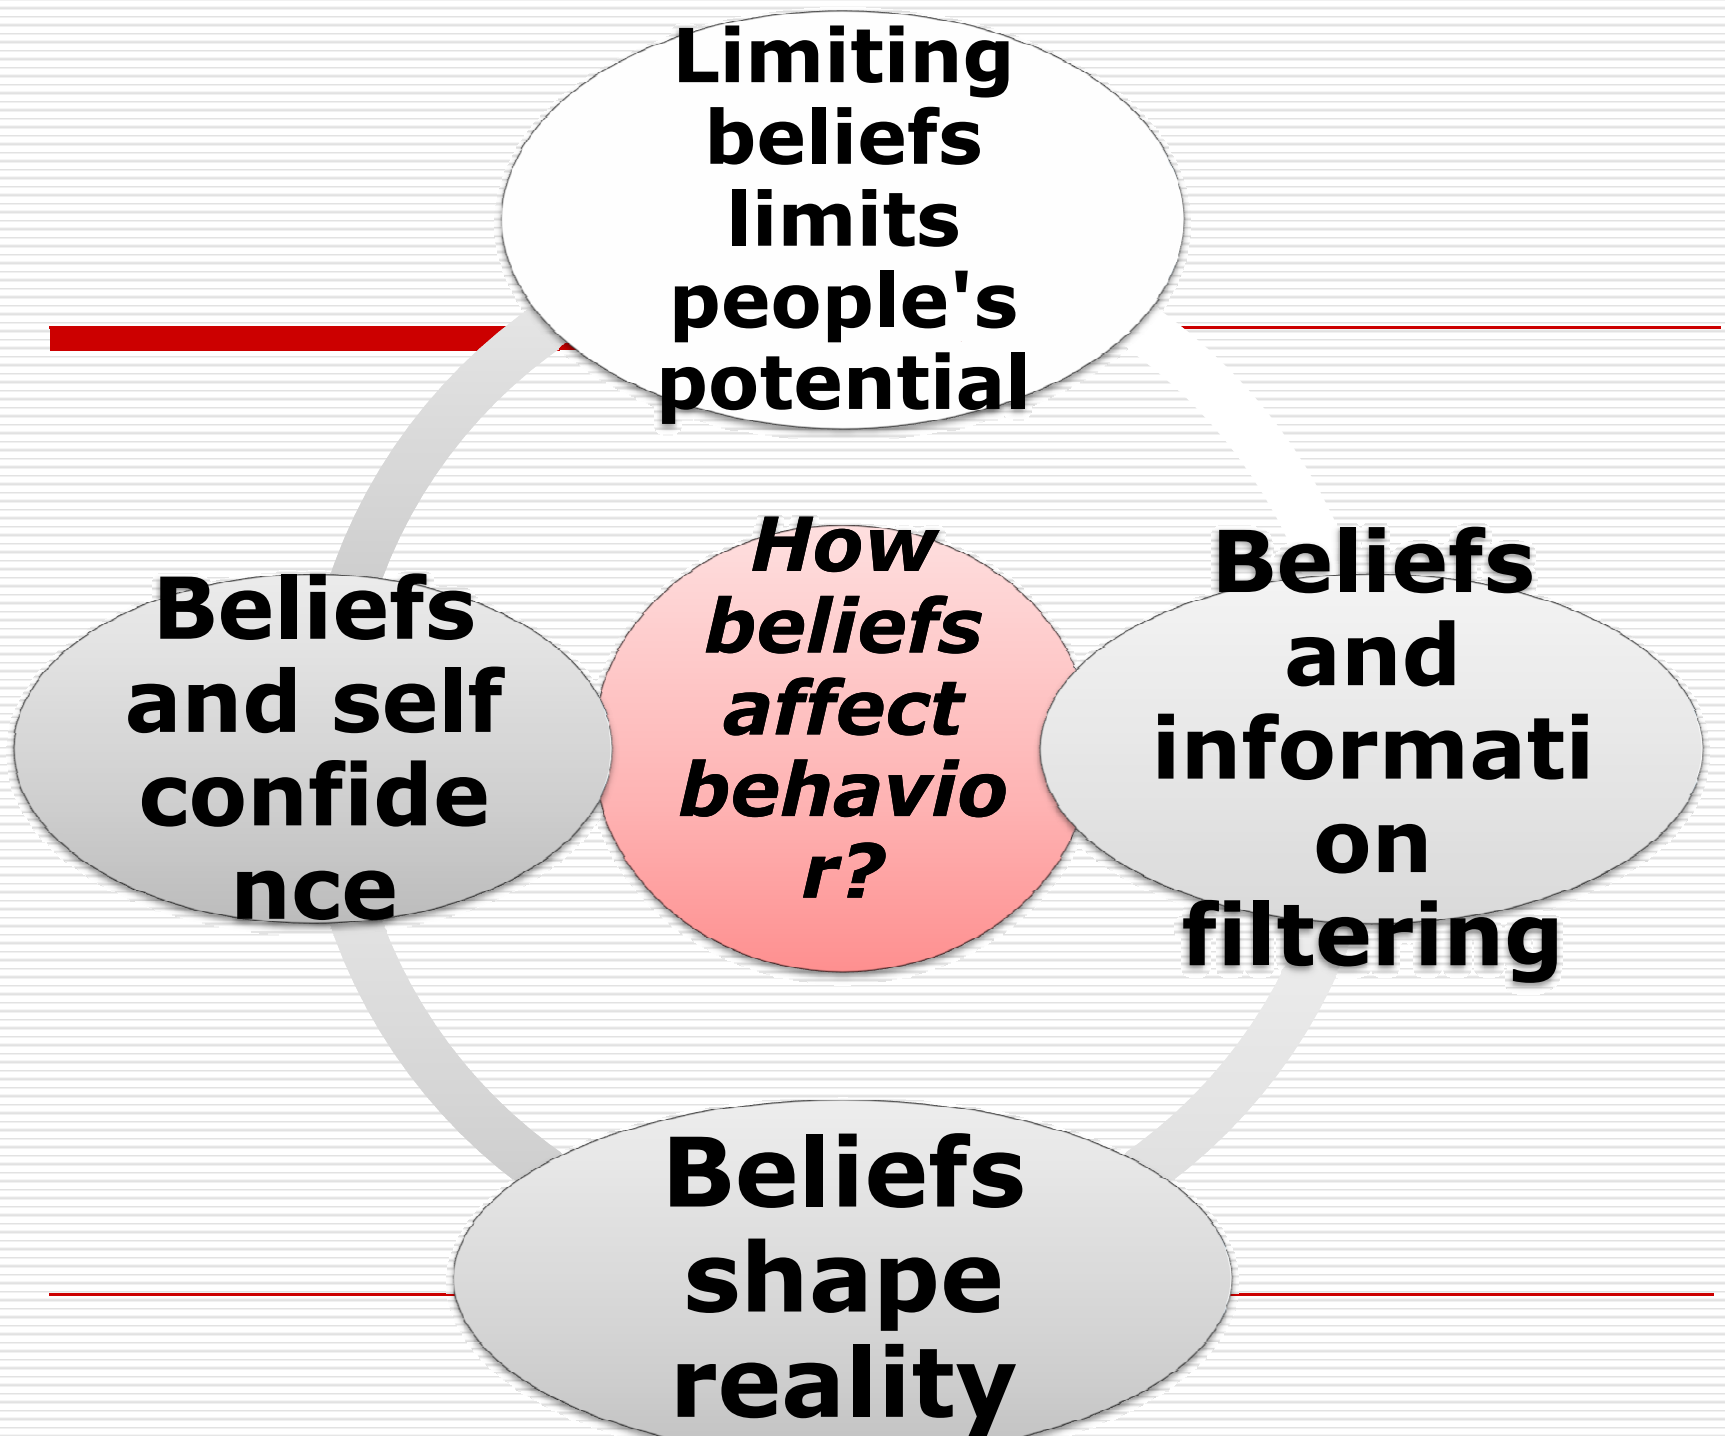 Limiting
beliefs
limits
people's
potential
How
beliefs
affect
behavio
r?
Beliefs
and
informati
on
filtering
Beliefs
and self
confide
nce
Beliefs
shape
reality